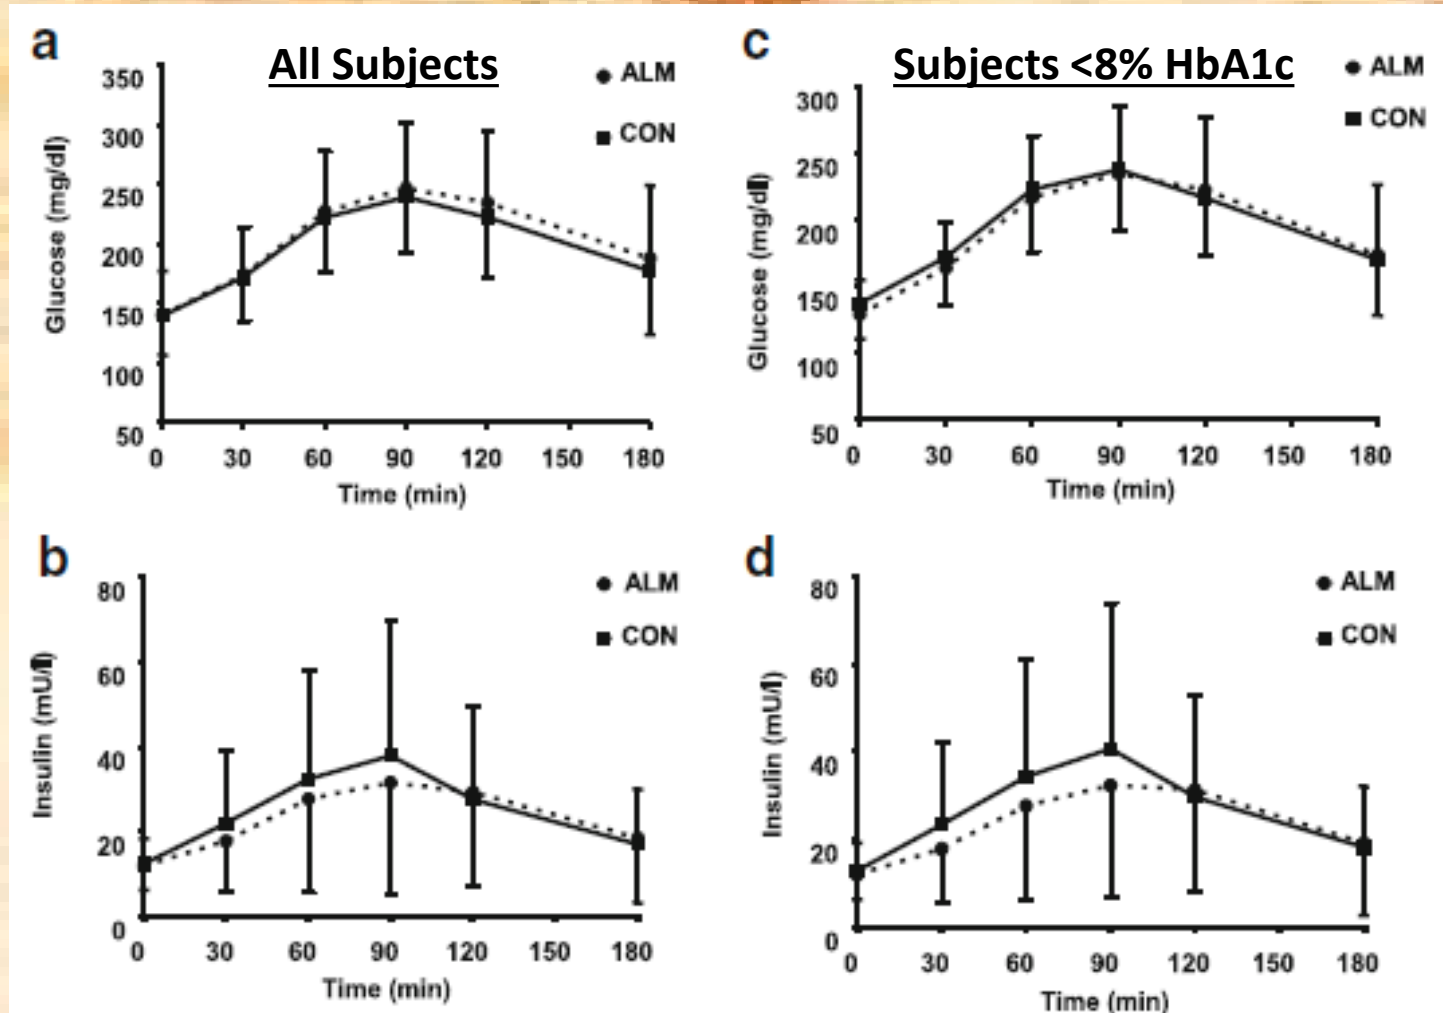 a
All Subjects
ALM
CON
350
300
250
200
150
100
50
Glucose (mg/dl)
0 30 60 90 120 150 180
Time (min)
c
Subjects <8% HbA1c
ALM
CON
300
250
200
150
100
50
Glucose (mg/dl)
0 30 60 90 120 150 180
Time (min)
b
ALM
CON
80
60
40
20
0
Insulin (mU/l)
0 30 60 90 120 150 180
Time (min)
d
ALM
CON
80
60
40
20
0
Insulin (mU/l)
0 30 60 90 120 150 180
Time (min)